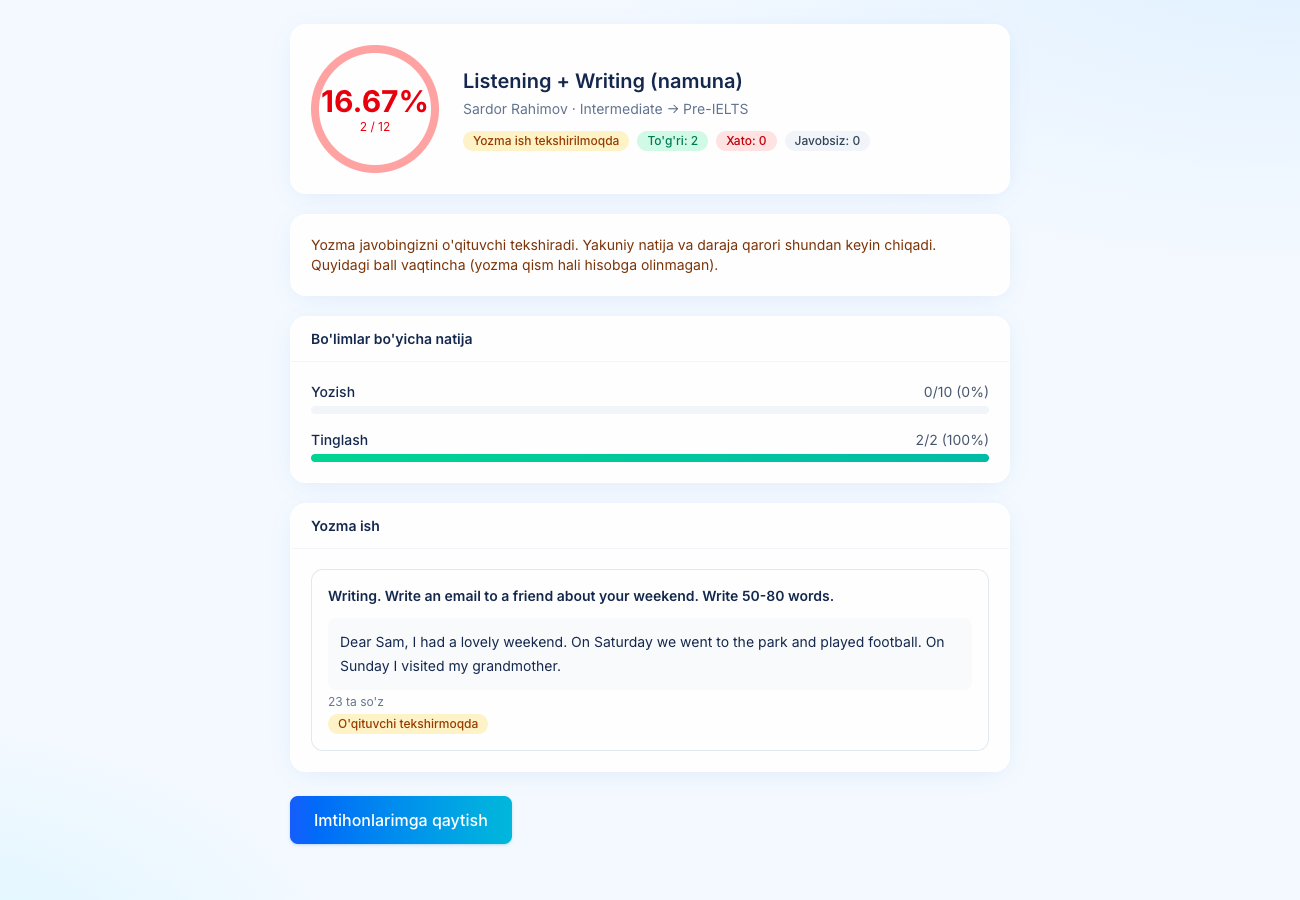 16.67%
2 / 12
Listening + Writing (namuna)
Sardor Rahimov · Intermediate → Pre-IELTS
Yozma ish tekshirilmoqda To'g'ri: 2 Xato: 0 Javobsiz: 0
Yozma javobingizni o'qituvchi tekshiradi. Yakuniy natija va daraja qarori shundan keyin chiqadi.
Quyidagi ball vaqtincha (yozma qism hali hisobga olinmagan).
Bo'limlar bo'yicha natija
Yozish 0/10 (0%)
Tinglash 2/2 (100%)
Yozma ish
Writing. Write an email to a friend about your weekend. Write 50-80 words.
Dear Sam, I had a lovely weekend. On Saturday we went to the park and played football. On
Sunday I visited my grandmother.
23 ta so'z
O'qituvchi tekshirmoqda
Imtihonlarimga qaytish